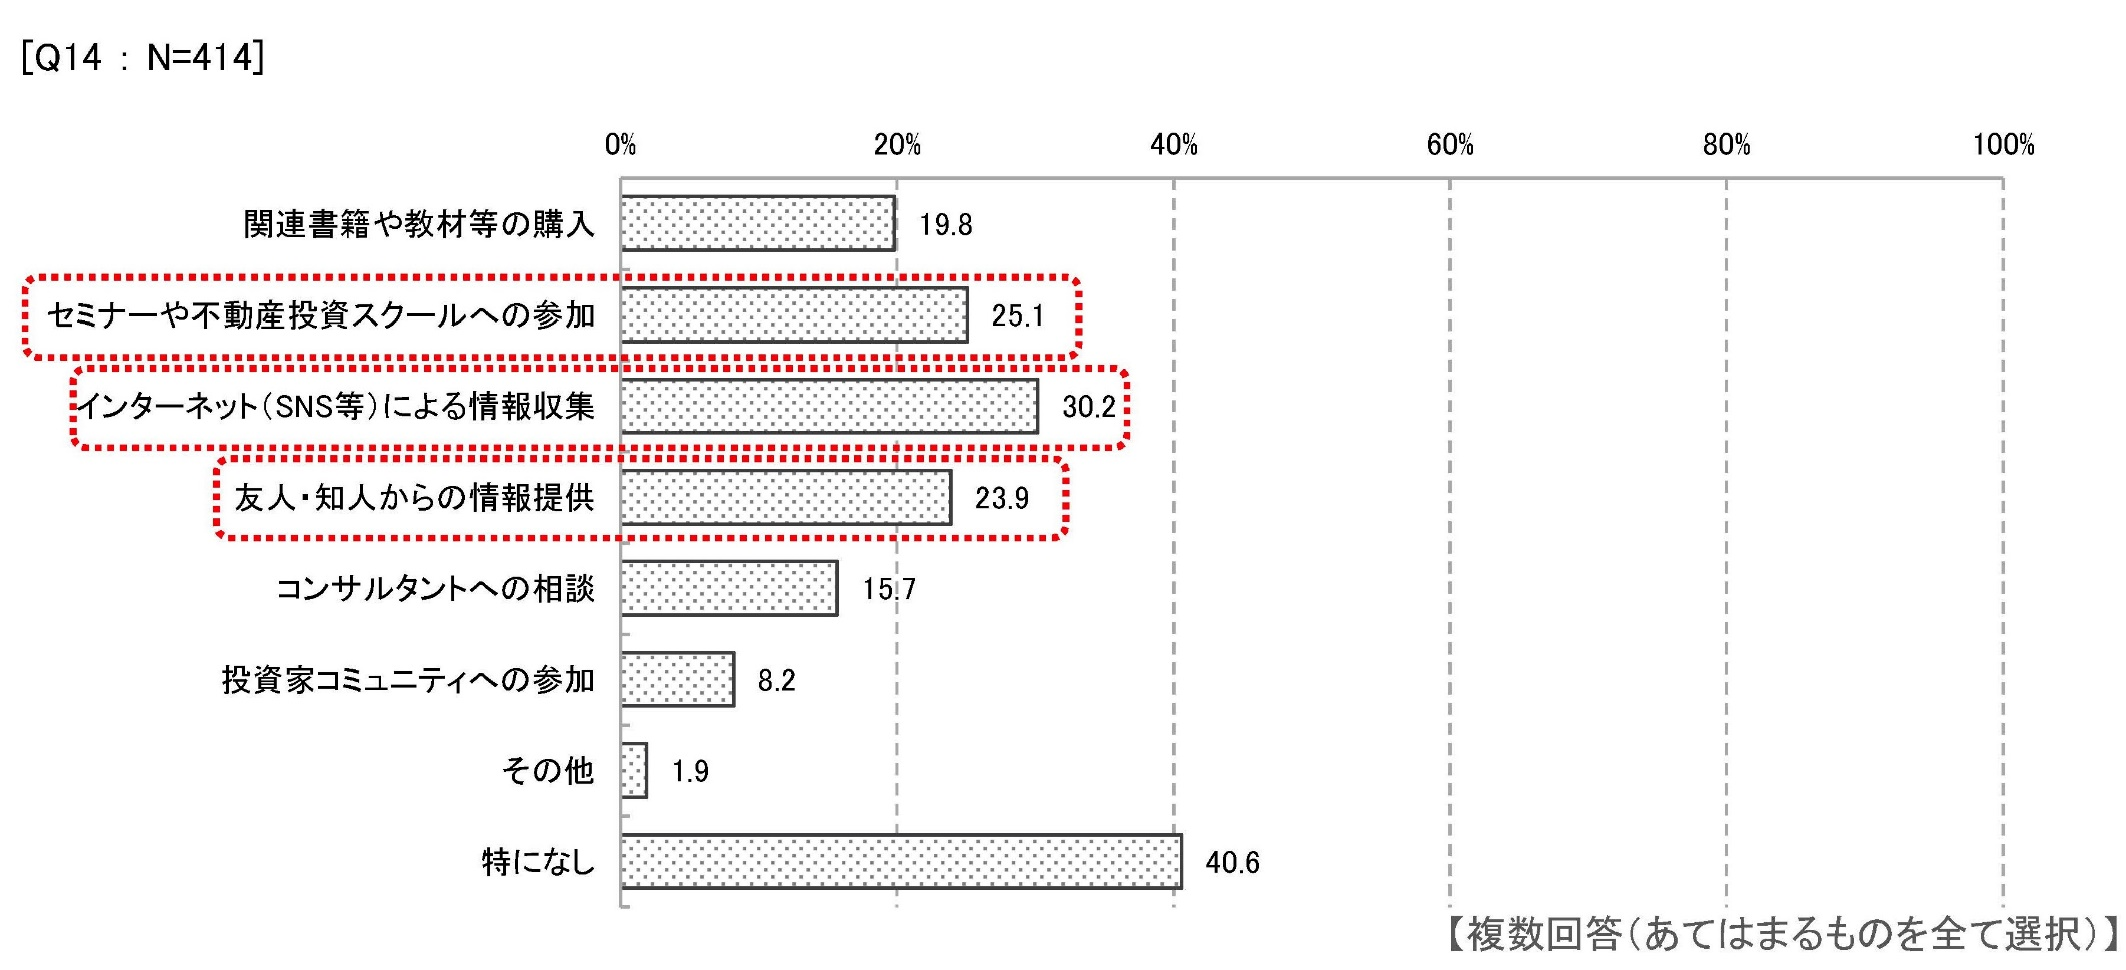 [Q14 : N=414]
0% 20% 40% 60% 80% 100%
関連書籍や教材等の購入 19.8
セミナーや不動産投資スクールへの参加 25.1
インターネット(SNS等)による情報収集 30.2
友人・知人からの情報提供 23.9
コンサルタントへの相談 15.7
投資家コミュニティへの参加 8.2
その他 1.9
特になし 40.6
【複数回答(あてはまるものを全て選択)】